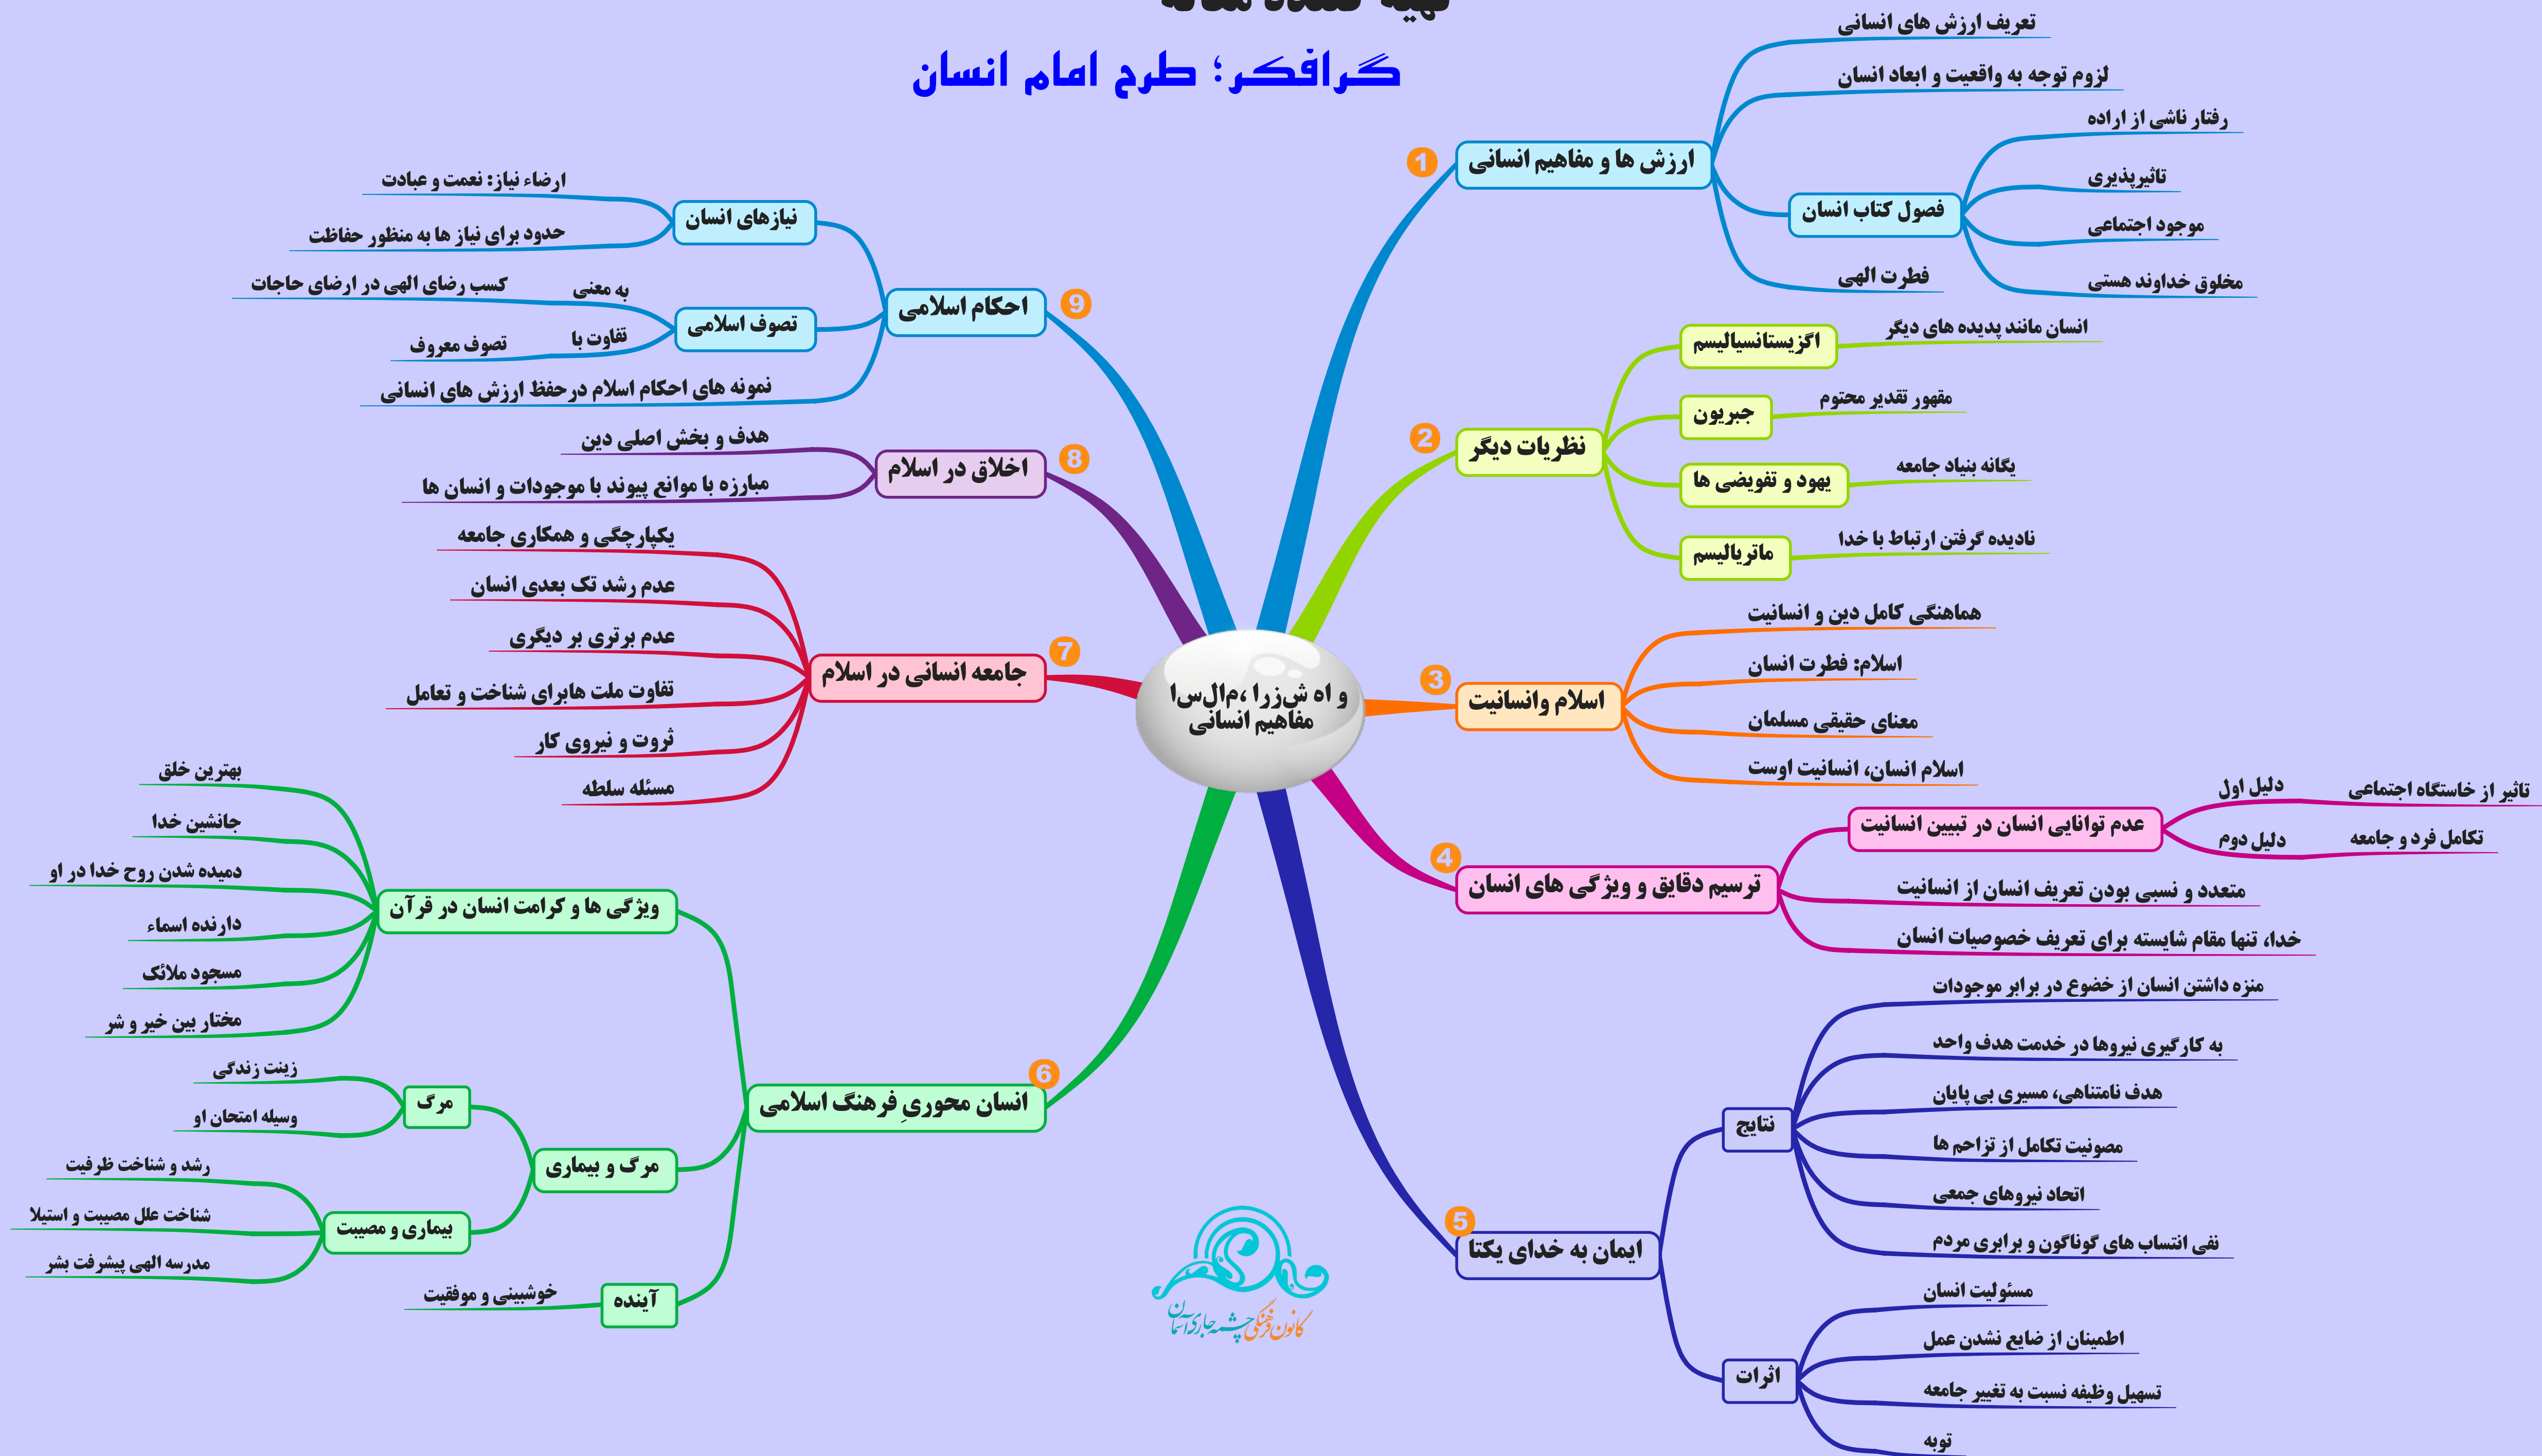 گرافکر؛ طرح امام انسان
و اه شزرا ،مالسا
مفاهیم انسانی
1
ارزش ها و مفاهیم انسانی
تعریف ارزش های انسانی
لزوم توجه به واقعیت و ابعاد انسان
فصول کتاب انسان
رفتار ناشی از اراده
تاثیرپذیری
موجود اجتماعی
مخلوق خداوند هستی
فطرت الهی
2
نظریات دیگر
اگزیستانسیالیسم
انسان مانند پدیده های دیگر
جبریون
مقهور تقدیر محتوم
یهود و تفویضی ها
یگانه بنیاد جامعه
ماتریالیسم
نادیده گرفتن ارتباط با خدا
3
اسلام وانسانیت
هماهنگی کامل دین و انسانیت
اسلام: فطرت انسان
معنای حقیقی مسلمان
اسلام انسان، انسانیت اوست
4
ترسیم دقایق و ویژگی های انسان
عدم توانایی انسان در تبیین انسانیت
دلیل اول
تاثیر از خاستگاه اجتماعی
دلیل دوم
تکامل فرد و جامعه
متعدد و نسبی بودن تعریف انسان از انسانیت
خدا، تنها مقام شایسته برای تعریف خصوصیات انسان
5
ایمان به خدای یکتا
نتایج
منزه داشتن انسان از خضوع در برابر موجودات
به کارگیری نیروها در خدمت هدف واحد
هدف نامتناهی، مسیری بی پایان
مصونیت تکامل از تزاحم ها
اتحاد نیروهای جمعی
نفی انتساب های گوناگون و برابری مردم
اثرات
مسئولیت انسان
اطمینان از ضایع نشدن عمل
تسهیل وظیفه نسبت به تغییر جامعه
توبه
6
انسان محوریِ فرهنگ اسلامی
ویژگی ها و کرامت انسان در قرآن
بهترین خلق
جانشین خدا
دمیده شدن روح خدا در او
دارنده اسماء
مسجود ملائک
مختار بین خیر و شر
مرگ و بیماری
مرگ
زینت زندگی
وسیله امتحان او
بیماری و مصیبت
رشد و شناخت ظرفیت
شناخت علل مصیبت و استیلا
مدرسه الهی پیشرفت بشر
آینده
خوشبینی و موفقیت
7
جامعه انسانی در اسلام
یکپارچگی و همکاری جامعه
عدم رشد تک بعدی انسان
عدم برتری بر دیگری
تفاوت ملت هابرای شناخت و تعامل
ثروت و نیروی کار
مسئله سلطه
8
اخلاق در اسلام
هدف و بخش اصلی دین
مبارزه با موانع پیوند با موجودات و انسان ها
9
احکام اسلامی
نیازهای انسان
ارضاء نیاز: نعمت و عبادت
حدود برای نیاز ها به منظور حفاظت
تصوف اسلامی
به معنی
کسب رضای الهی در ارضای حاجات
تفاوت با
تصوف معروف
نمونه های احکام اسلام درحفظ ارزش های انسانی
کانون فرهنگی چشمه جاری آسمان